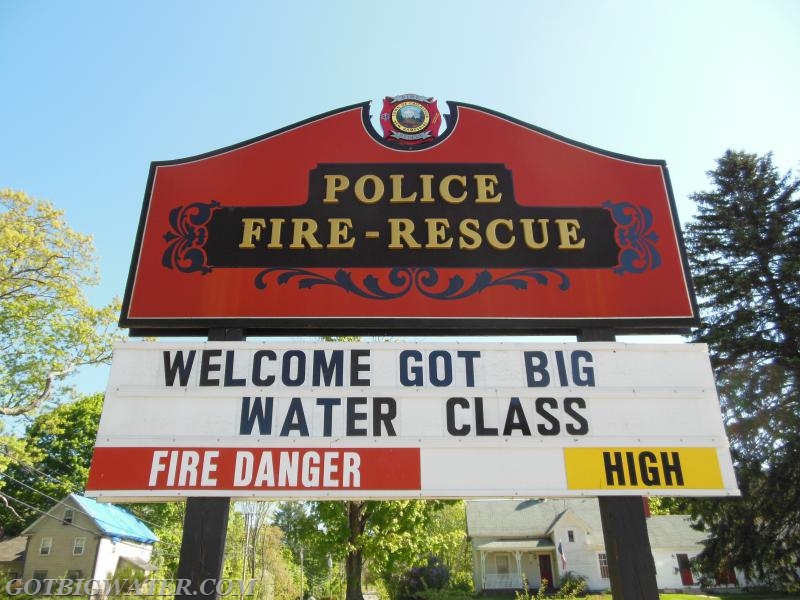 POLICE
FIRE-RESCUE
WELCOME GOT BIG
WATER CLASS
FIRE DANGER HIGH
GOTBIGWATER.COM